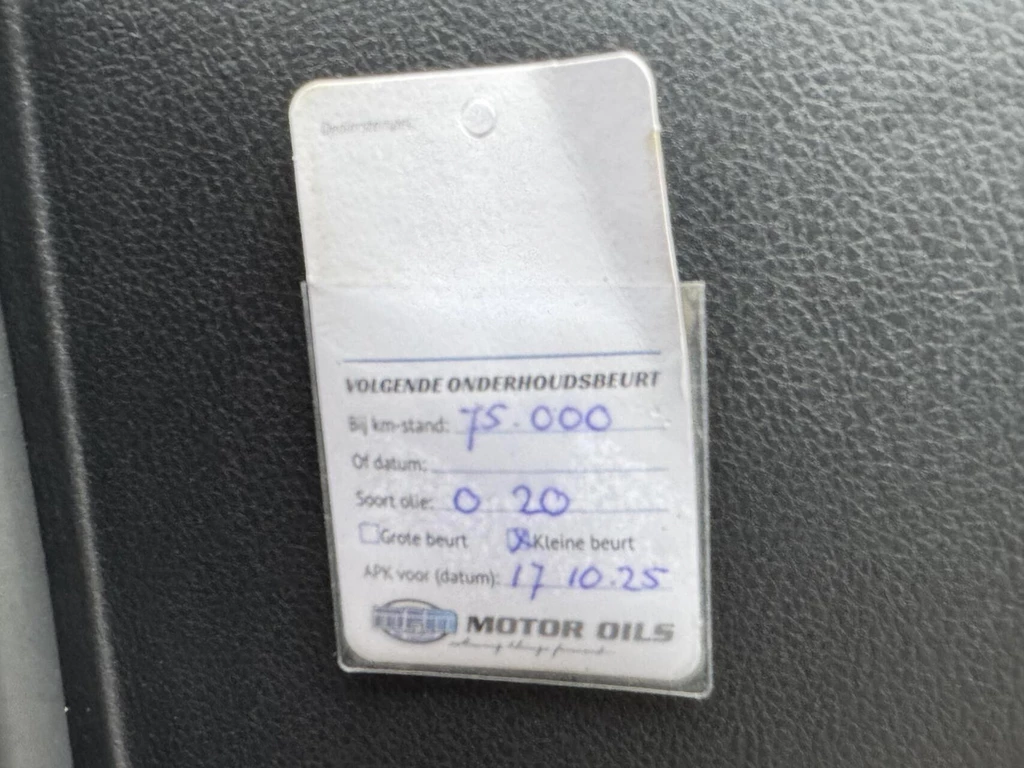 Dealerstempel:
VOLGENDE ONDERHOUDSBEURT
Bij km-stand: 75.000
Of datum:
Soort olie: 0 20
Grote beurt Kleine beurt
APK voor (datum): 17 10.25
MOTOR OILS